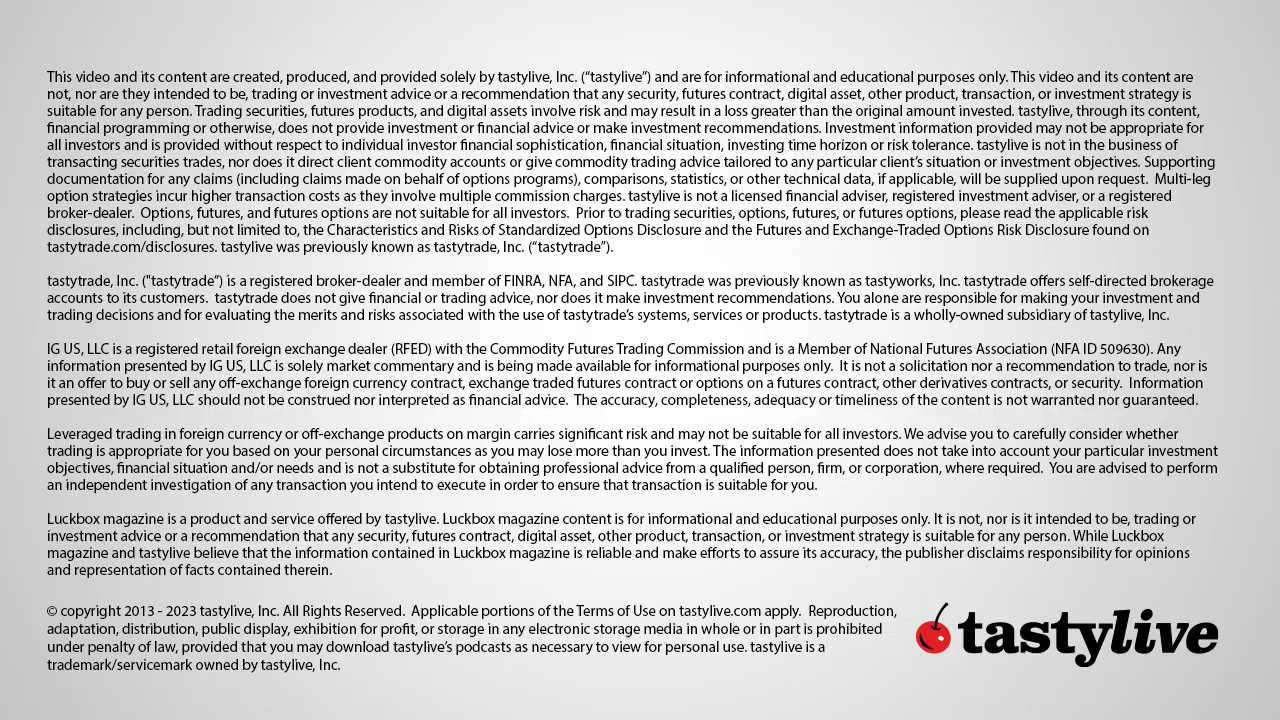 This video and its content are created, produced, and provided solely by tastylive, Inc. (“tastylive”) and are for informational and educational purposes only. This video and its content are
not, nor are they intended to be, trading or investment advice or a recommendation that any security, futures contract, digital asset, other product, transaction, or investment strategy is
suitable for any person. Trading securities, futures products, and digital assets involve risk and may result in a loss greater than the original amount invested. tastylive, through its content,
financial programming or otherwise, does not provide investment or financial advice or make investment recommendations. Investment information provided may not be appropriate for
all investors and is provided without respect to individual investor financial sophistication, financial situation, investing time horizon or risk tolerance. tastylive is not in the business of
transacting securities trades, nor does it direct client commodity accounts or give commodity trading advice tailored to any particular client’s situation or investment objectives. Supporting
documentation for any claims (including claims made on behalf of options programs), comparisons, statistics, or other technical data, if applicable, will be supplied upon request.  Multi-leg
option strategies incur higher transaction costs as they involve multiple commission charges. tastylive is not a licensed financial adviser, registered investment adviser, or a registered
broker-dealer.  Options, futures, and futures options are not suitable for all investors.  Prior to trading securities, options, futures, or futures options, please read the applicable risk
disclosures, including, but not limited to, the Characteristics and Risks of Standardized Options Disclosure and the Futures and Exchange-Traded Options Risk Disclosure found on
tastytrade.com/disclosures. tastylive was previously known as tastytrade, Inc. (“tastytrade”).
tastytrade, Inc. ("tastytrade”) is a registered broker-dealer and member of FINRA, NFA, and SIPC. tastytrade was previously known as tastyworks, Inc. tastytrade offers self-directed brokerage
accounts to its customers.  tastytrade does not give financial or trading advice, nor does it make investment recommendations. You alone are responsible for making your investment and
trading decisions and for evaluating the merits and risks associated with the use of tastytrade’s systems, services or products. tastytrade is a wholly-owned subsidiary of tastylive, Inc.
IG US, LLC is a registered retail foreign exchange dealer (RFED) with the Commodity Futures Trading Commission and is a Member of National Futures Association (NFA ID 509630). Any
information presented by IG US, LLC is solely market commentary and is being made available for informational purposes only.  It is not a solicitation nor a recommendation to trade, nor is
it an offer to buy or sell any off-exchange foreign currency contract, exchange traded futures contract or options on a futures contract, other derivatives contracts, or security.  Information
presented by IG US, LLC should not be construed nor interpreted as financial advice.  The accuracy, completeness, adequacy or timeliness of the content is not warranted nor guaranteed.
Leveraged trading in foreign currency or off-exchange products on margin carries significant risk and may not be suitable for all investors. We advise you to carefully consider whether
trading is appropriate for you based on your personal circumstances as you may lose more than you invest. The information presented does not take into account your particular investment
objectives, financial situation and/or needs and is not a substitute for obtaining professional advice from a qualified person, firm, or corporation, where required.  You are advised to perform
an independent investigation of any transaction you intend to execute in order to ensure that transaction is suitable for you.
Luckbox magazine is a product and service offered by tastylive. Luckbox magazine content is for informational and educational purposes only. It is not, nor is it intended to be, trading or
investment advice or a recommendation that any security, futures contract, digital asset, other product, transaction, or investment strategy is suitable for any person. While Luckbox
magazine and tastylive believe that the information contained in Luckbox magazine is reliable and make efforts to assure its accuracy, the publisher disclaims responsibility for opinions
and representation of facts contained therein.
© copyright 2013 - 2023 tastylive, Inc. All Rights Reserved.  Applicable portions of the Terms of Use on tastylive.com apply.  Reproduction,
adaptation, distribution, public display, exhibition for profit, or storage in any electronic storage media in whole or in part is prohibited
under penalty of law, provided that you may download tastylive’s podcasts as necessary to view for personal use. tastylive is a
trademark/servicemark owned by tastylive, Inc.
tastylive